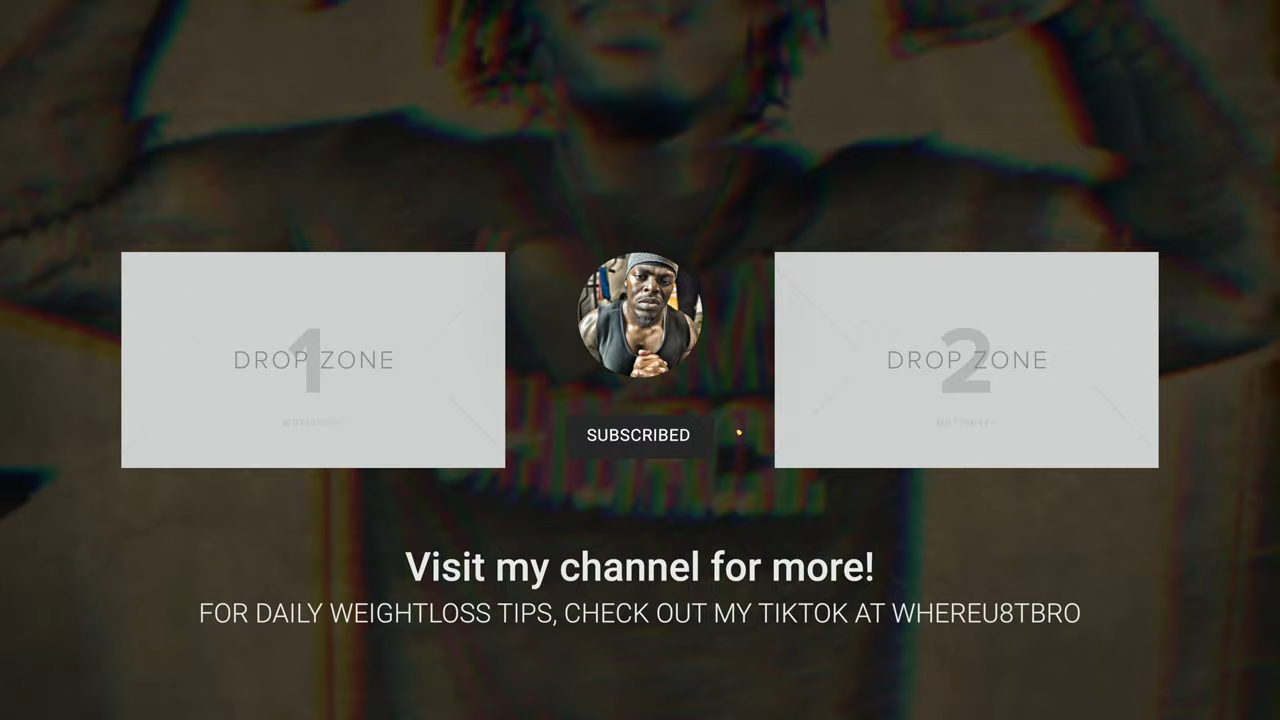 1
DROP ZONE
2
DROP ZONE
SUBSCRIBED
Visit my channel for more!
FOR DAILY WEIGHTLOSS TIPS, CHECK OUT MY TIKTOK AT WHEREU8TBRO